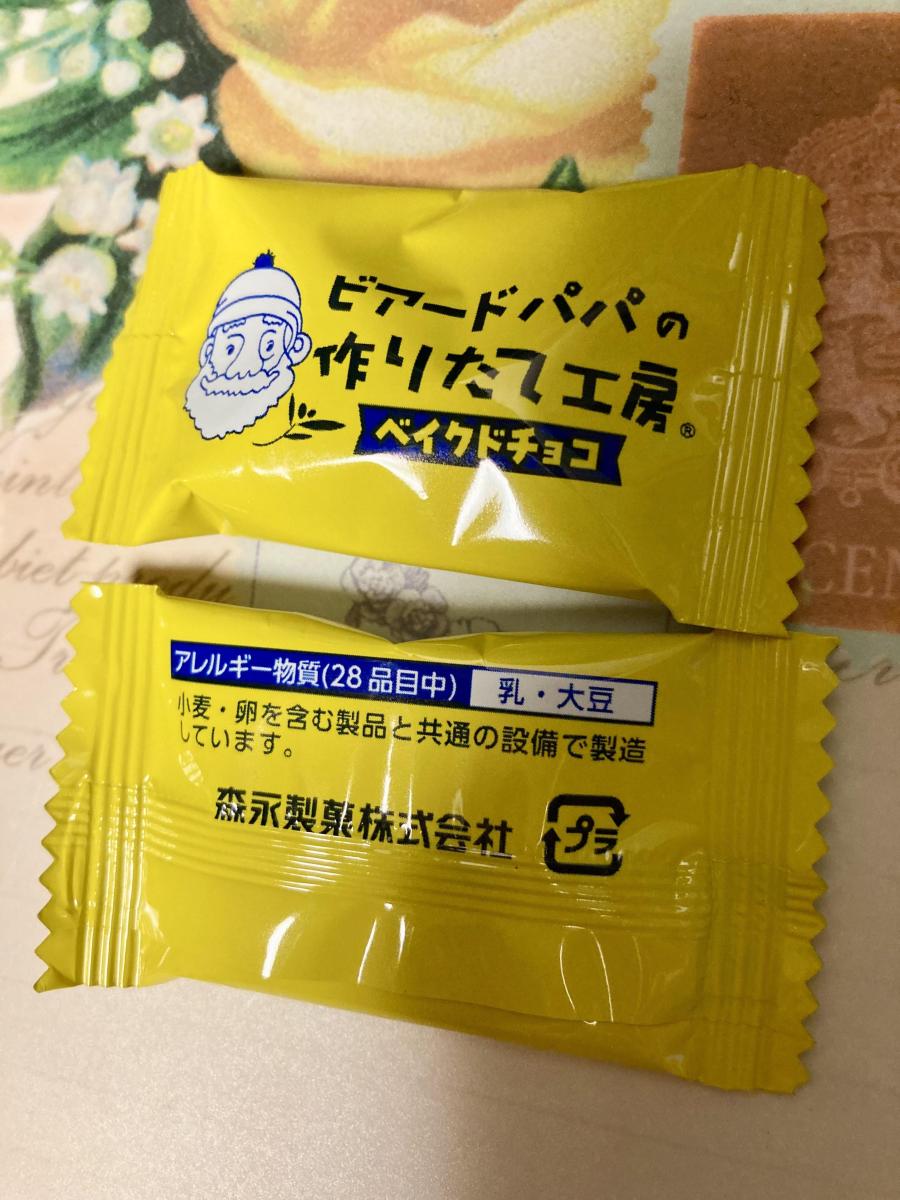 ビアードパパの
作りたて工房®
ベイクドチョコ
アレルギー物質(28品目中) 乳・大豆
小麦・卵を含む製品と共通の設備で製造
しています。
森永製菓株式会社
プラ
CEN